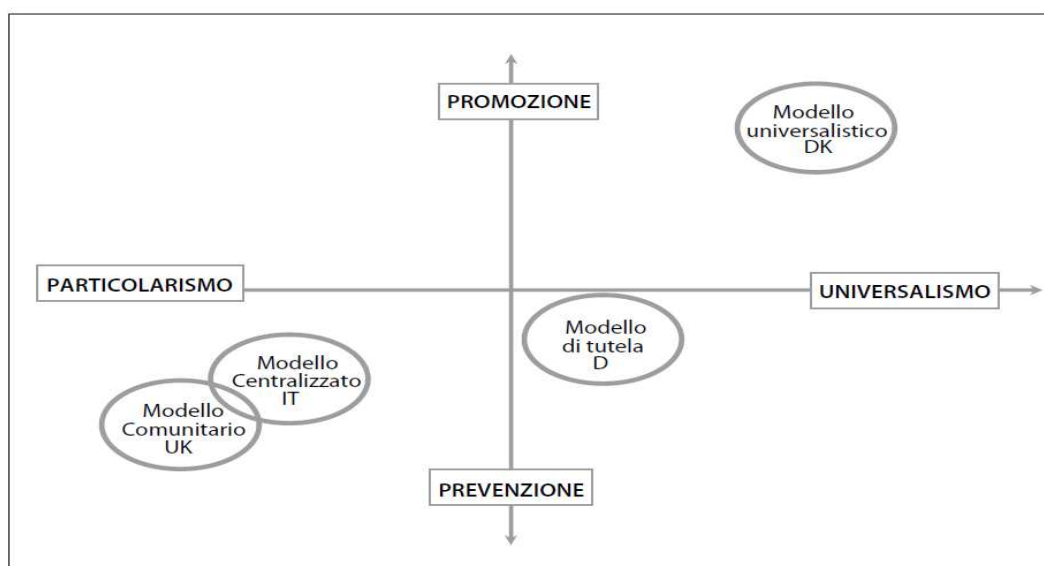 PROMOZIONE
Modello
universalistico
DK
PARTICOLARISMO
UNIVERSALISMO
Modello
di tutela
D
Modello
Centralizzato
IT
Modello
Comunitario
UK
PREVENZIONE